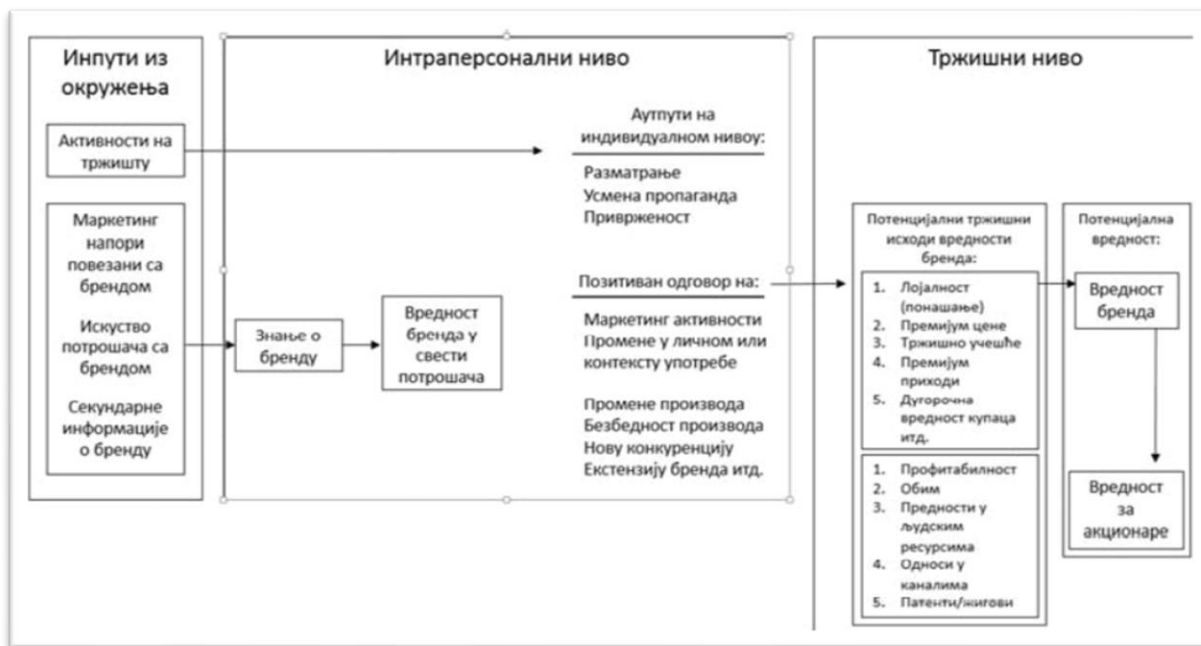 Инпути из
окружења
Активности на
тржишту
Маркетинг
напори
повезани са
брендом
Искуство
потрошача са
брендом
Секундарне
информације
о бренду
Интраперсонални ниво
Знање о
бренду
Вредност
бренда у
свести
потрошача
Аутпути на
индивидуалном нивоу:
Разматрање
Усмена пропаганда
Приврженост
Позитиван одговор на:
Маркетинг активности
Промене у личном или
контексту употребе
Промене производа
Безбедност производа
Нову конкуренцију
Екстензију бренда итд.
Тржишни ниво
Потенцијални тржишни
исходи вредности
бренда:
1. Лојалност
(понашање)
2. Премијум цене
3. Тржишно учешће
4. Премијум
приходи
5. Дугорочна
вредност купаца
итд.
1. Профитабилност
2. Обим
3. Предности у
људским
ресурсима
4. Односи у
каналима
5. Патенти/жигови
Потенцијална
вредност:
Вредност
бренда
Вредност
за
акционаре